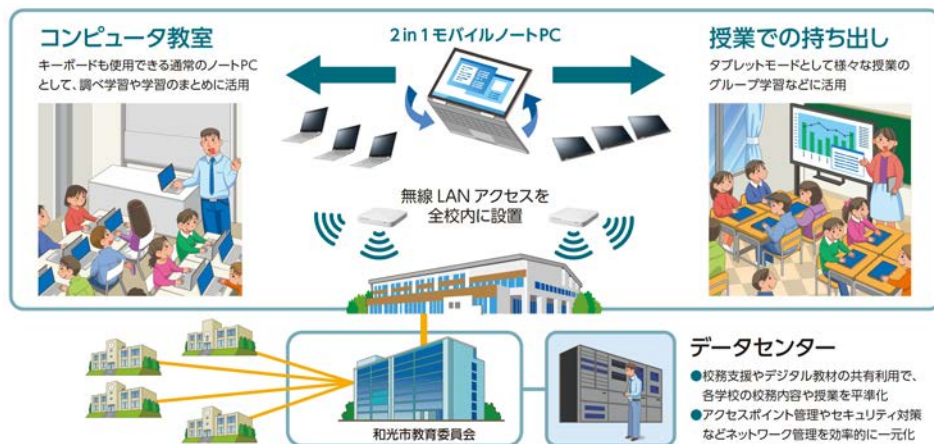 コンピュータ教室
キーボードも使用できる通常のノートPC
として、調べ学習や学習のまとめに活用
2 in 1 モバイルノートPC
授業での持ち出し
タブレットモードとして様々な授業の
グループ学習などに活用
無線 LAN アクセスを
全校内に設置
和光市教育委員会
データセンター
●校務支援やデジタル教材の共有利用で、
各学校の校務内容や授業を平準化
●アクセスポイント管理やセキュリティ対策
などネットワーク管理を効率的に一元化